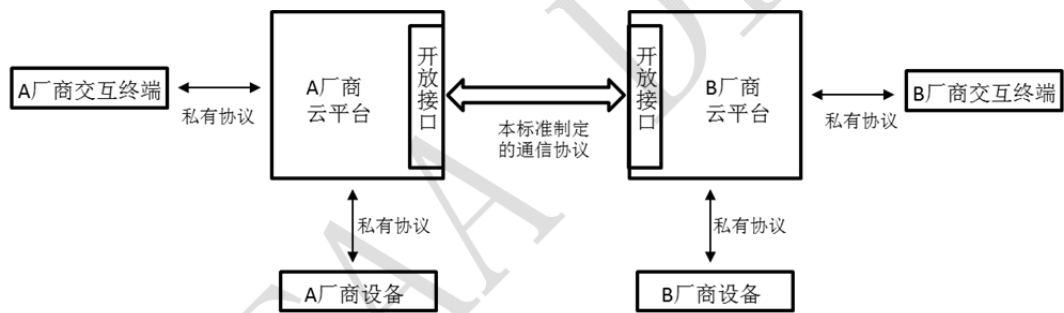 A厂商交互终端
私有协议
A厂商
云平台
开放接口
本标准制定
的通信协议
开放接口
B厂商
云平台
私有协议
B厂商交互终端
私有协议
私有协议
A厂商设备
B厂商设备